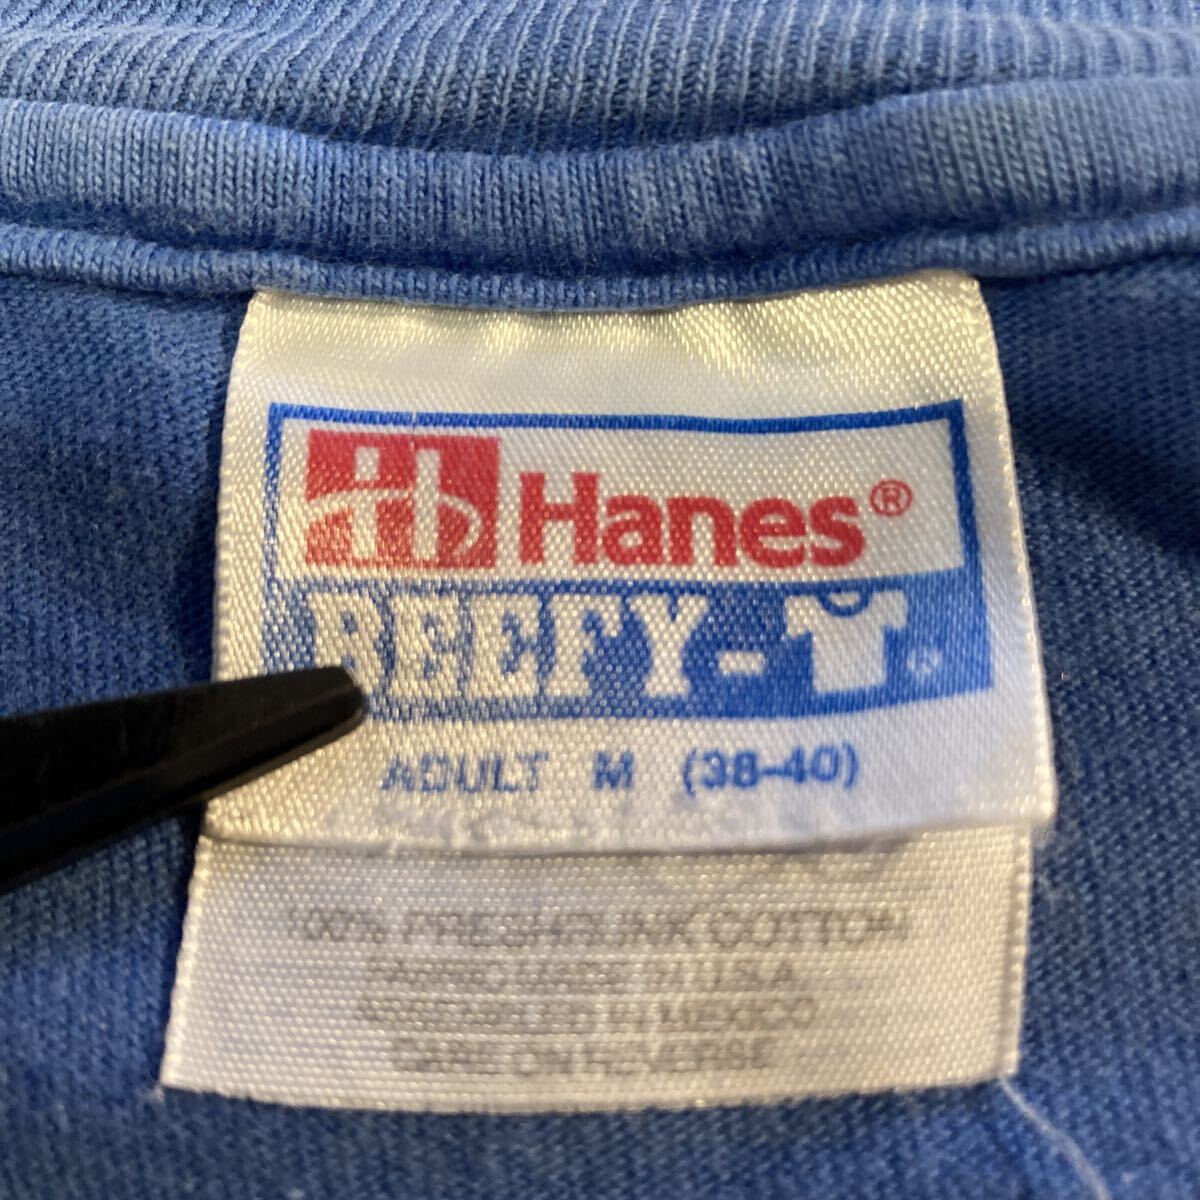 Hanes®
BEEFY-
ADULT M (38-40)
100% PRESHRUNK COTTON
FABRIC MADE IN U.S.A.
ASSEMBLED IN MEXICO
CARE ON REVERSE